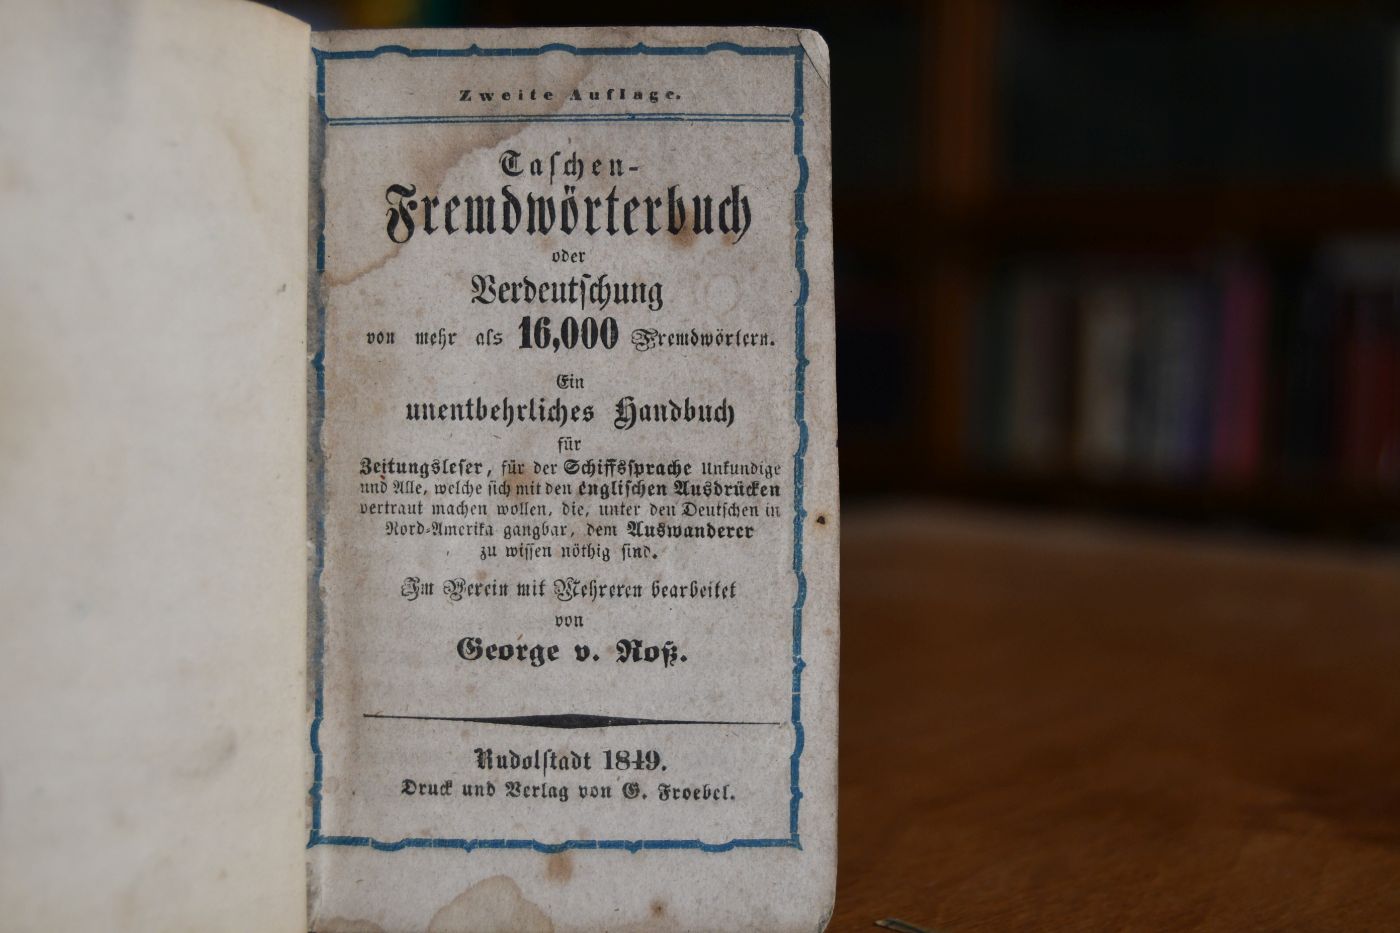 Zweite Auflage.
Taschen-
Fremdwörterbuch
oder
Verdeutschung
von mehr als 16,000 Fremdwörtern.
Ein
unentbehrliches Handbuch
für
Zeitungsleser, für der Schiffssprache Unkundige
und Alle, welche sich mit den englischen Ausdrücken
vertraut machen wollen, die, unter den Deutschen in
Nord-Amerika gangbar, dem Auswanderer
zu wissen nöthig sind.
Im Verein mit Mehreren bearbeitet
von
George v. Roß.
Rudolstadt 1849.
Druck und Verlag von G. Froebel.